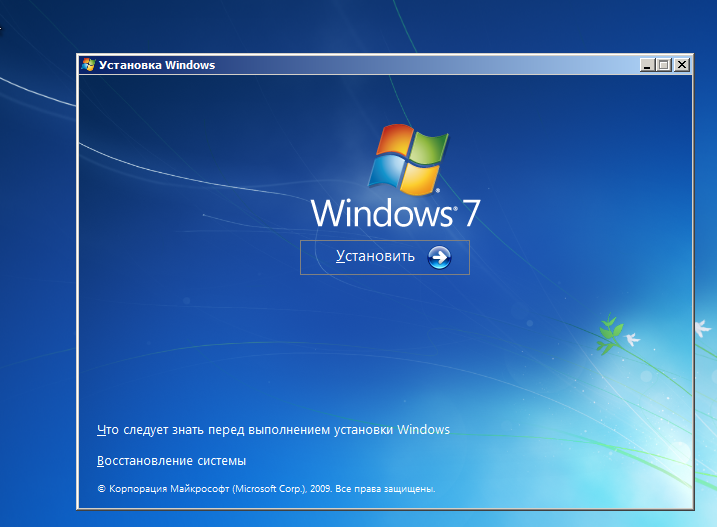 Установка Windows
Windows® 7
Установить
Что следует знать перед выполнением установки Windows
Восстановление системы
© Корпорация Майкрософт (Microsoft Corp.), 2009. Все права защищены.